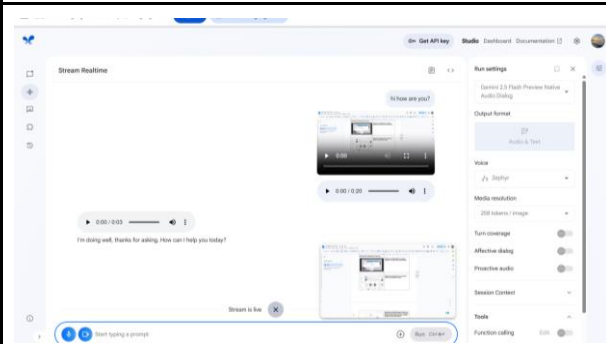 Get API key
Studio Dashboard Documentation
Stream Realtime
Run settings
hi how are you?
Gemini 2.5 Flash Preview Native
Audio Dialog
Output format
Audio & Text
0:00
Voice
Zephyr
0:00 / 0:20
Media resolution
258 tokens / image
0:00 / 0:03
Turn coverage
I'm doing well, thanks for asking. How can I help you today?
Affective dialog
Proactive audio
Session Context
Stream is live
Tools
Start typing a prompt
Run Ctrl
Function calling
Edit